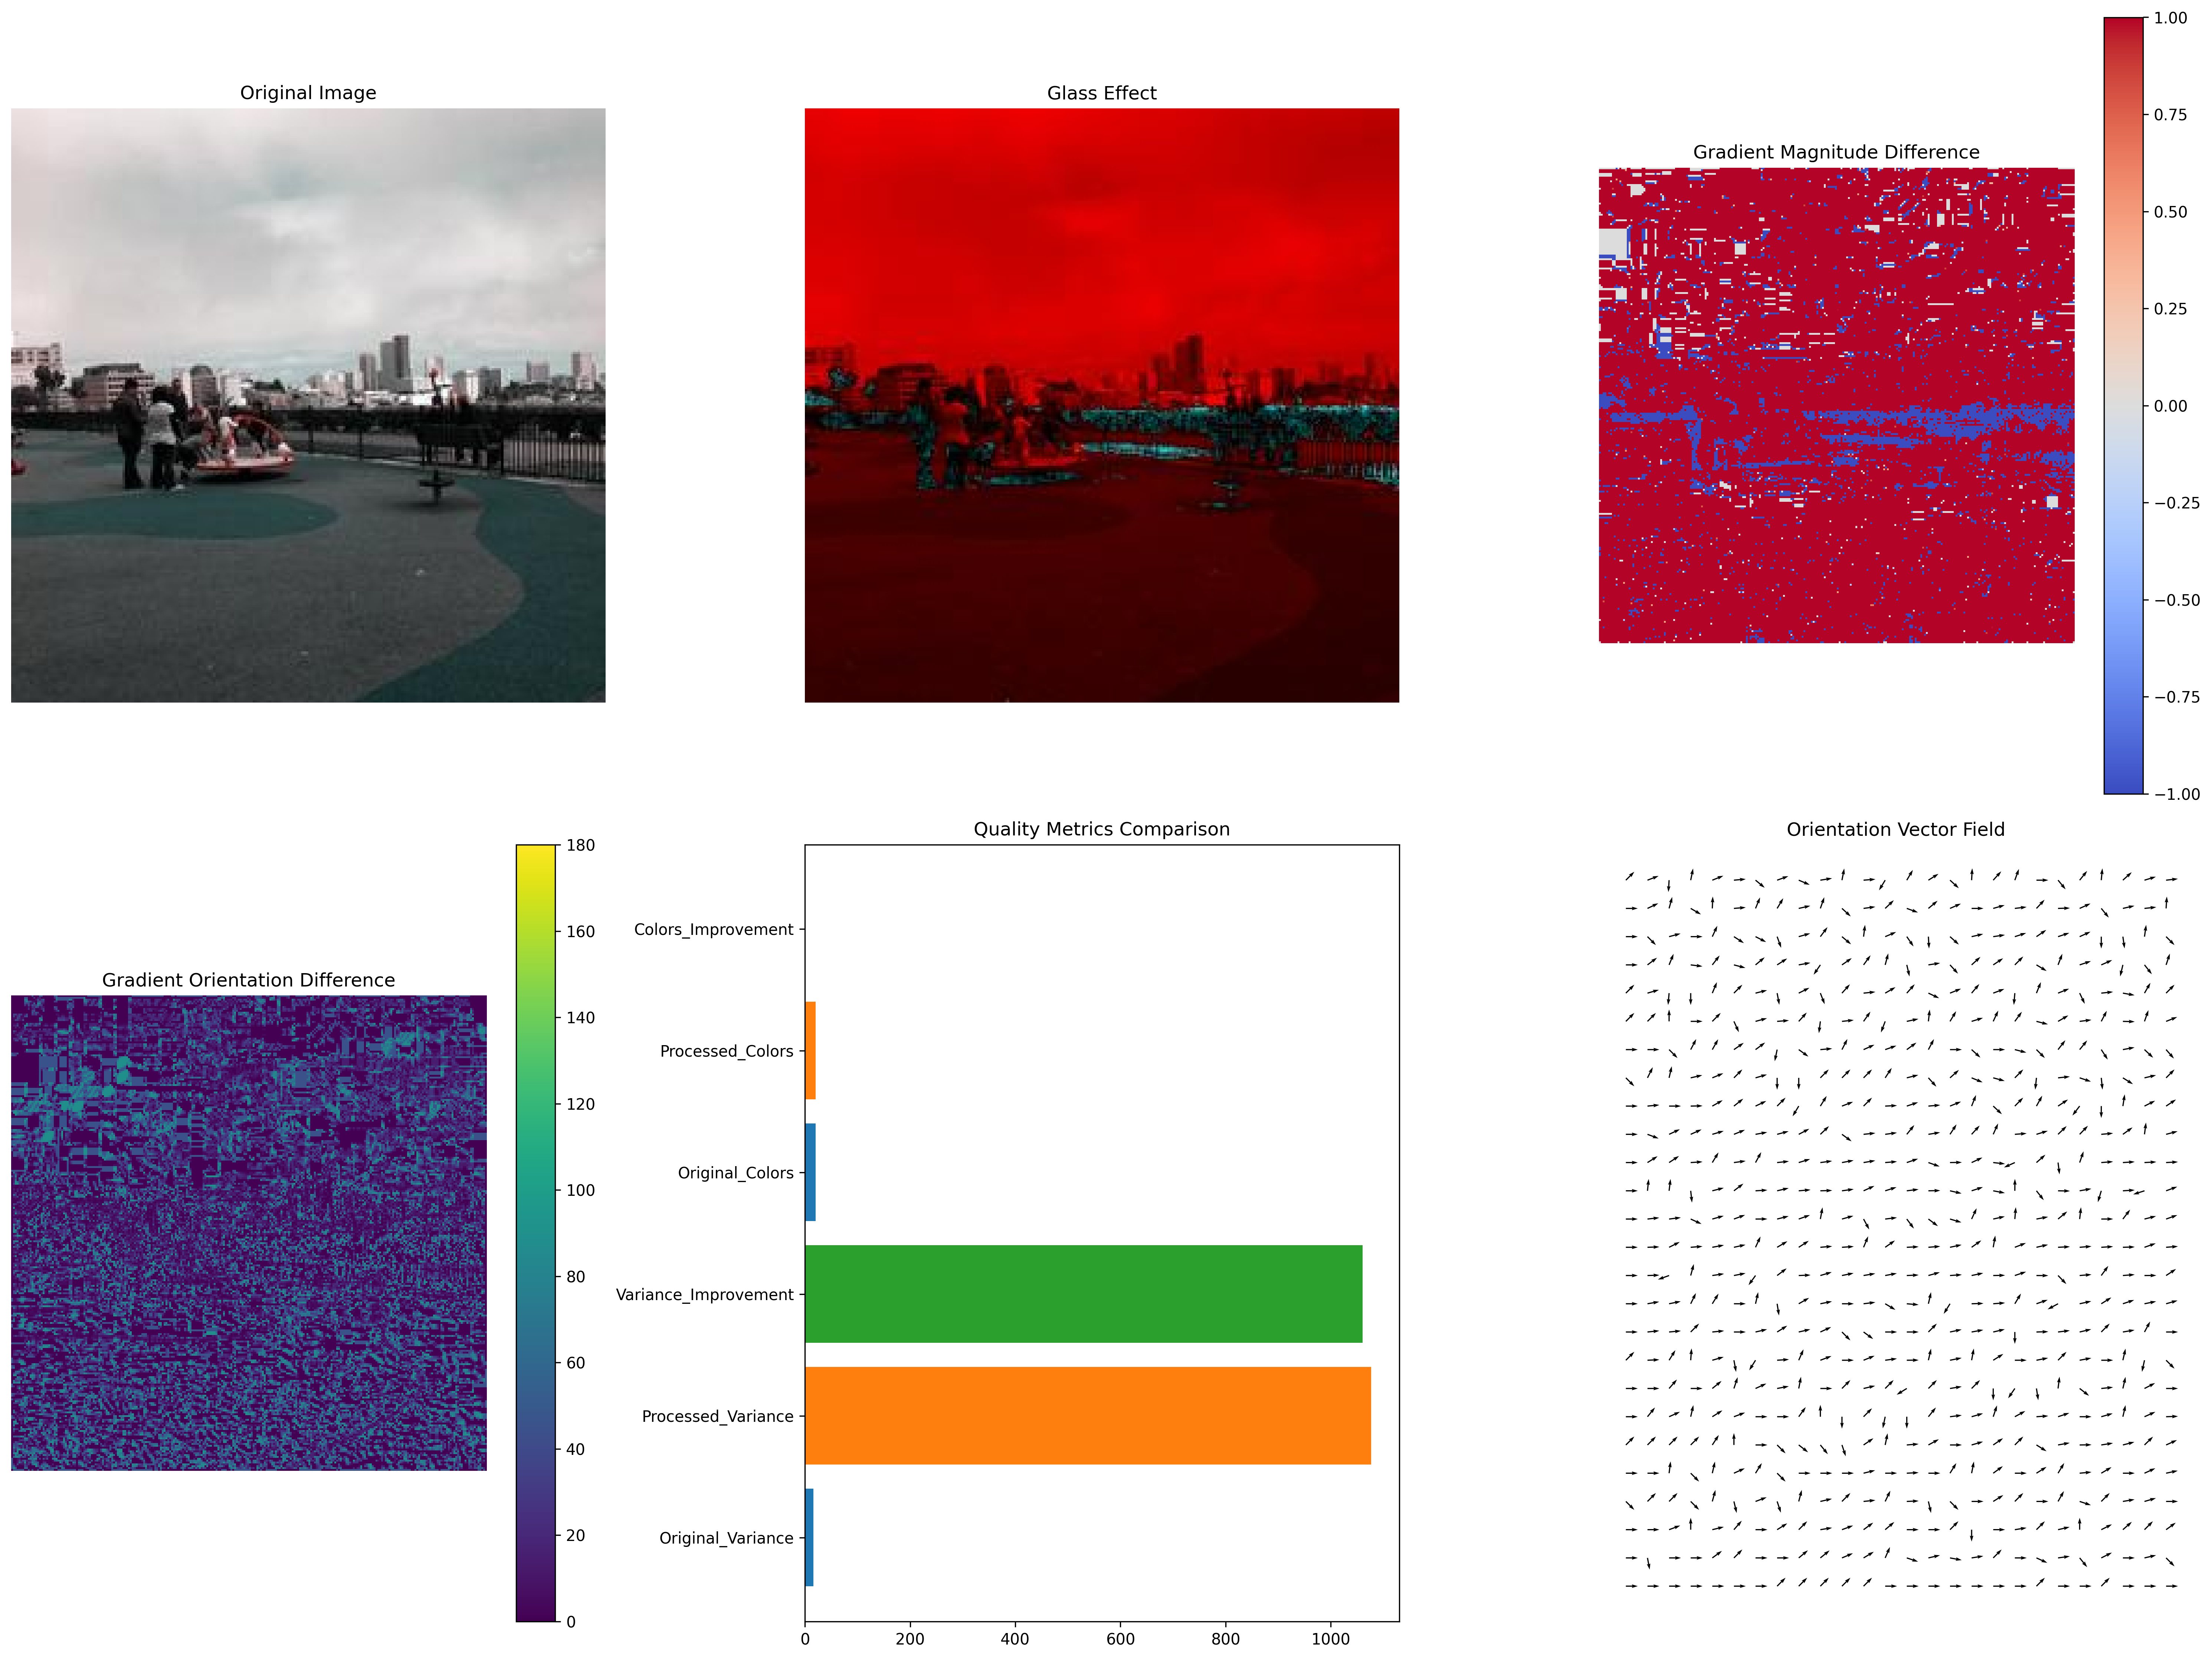 Original Image
Glass Effect
Gradient Magnitude Difference
1.00
0.75
0.50
0.25
0.00
−0.25
−0.50
−0.75
−1.00
Gradient Orientation Difference
180
160
140
120
100
80
60
40
20
0
Quality Metrics Comparison
Colors_Improvement
Processed_Colors
Original_Colors
Variance_Improvement
Processed_Variance
Original_Variance
0 200 400 600 800 1000
Orientation Vector Field